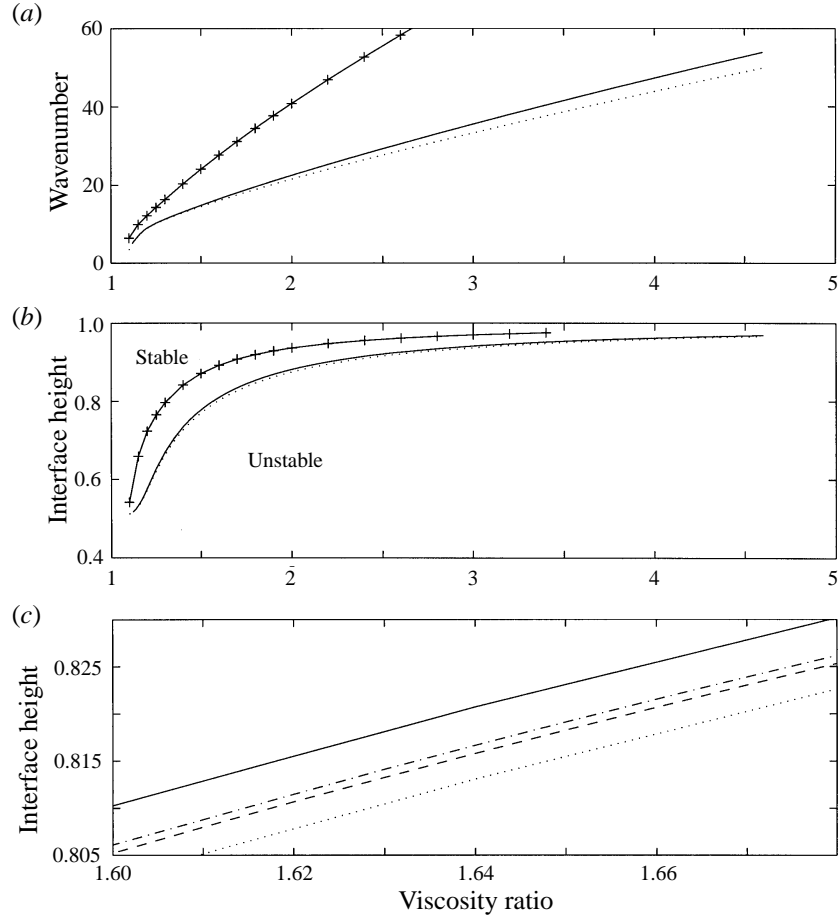 (a)
60
40
20
0
Wavenumber
1 2 3 4 5
(b)
1.0
0.8
0.6
0.4
Interface height
Stable
Unstable
1 2 3 4 5
(c)
0.825
0.815
0.805
Interface height
1.60 1.62 1.64 1.66
Viscosity ratio